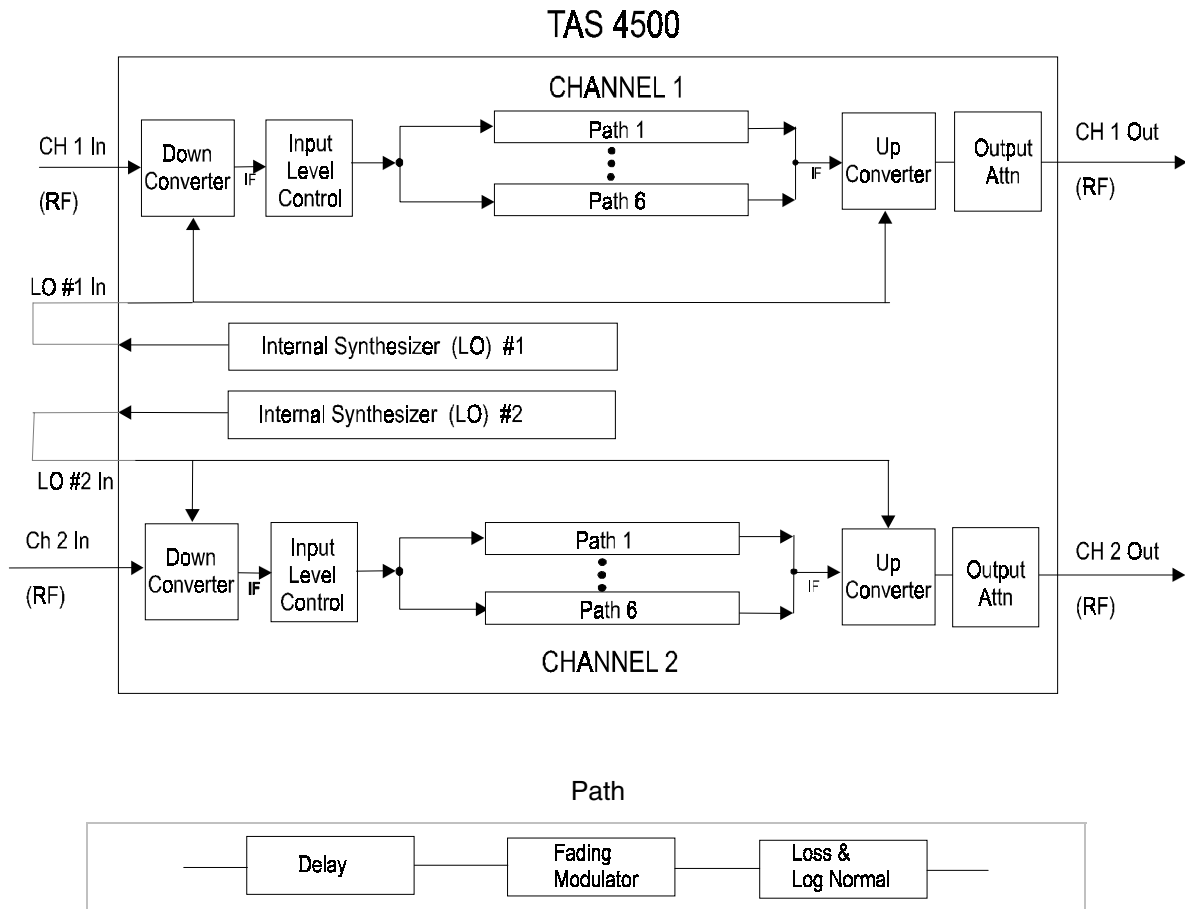 TAS 4500
CHANNEL 1
CH 1 In
(RF)
Down
Converter
IF
Input
Level
Control
Path 1
Path 6
IF
Up
Converter
Output
Attn
CH 1 Out
(RF)
LO #1 In
Internal Synthesizer (LO) #1
Internal Synthesizer (LO) #2
LO #2 In
Ch 2 In
(RF)
Down
Converter
IF
Input
Level
Control
Path 1
Path 6
IF
Up
Converter
Output
Attn
CH 2 Out
(RF)
CHANNEL 2
Path
Delay
Fading
Modulator
Loss &
Log Normal